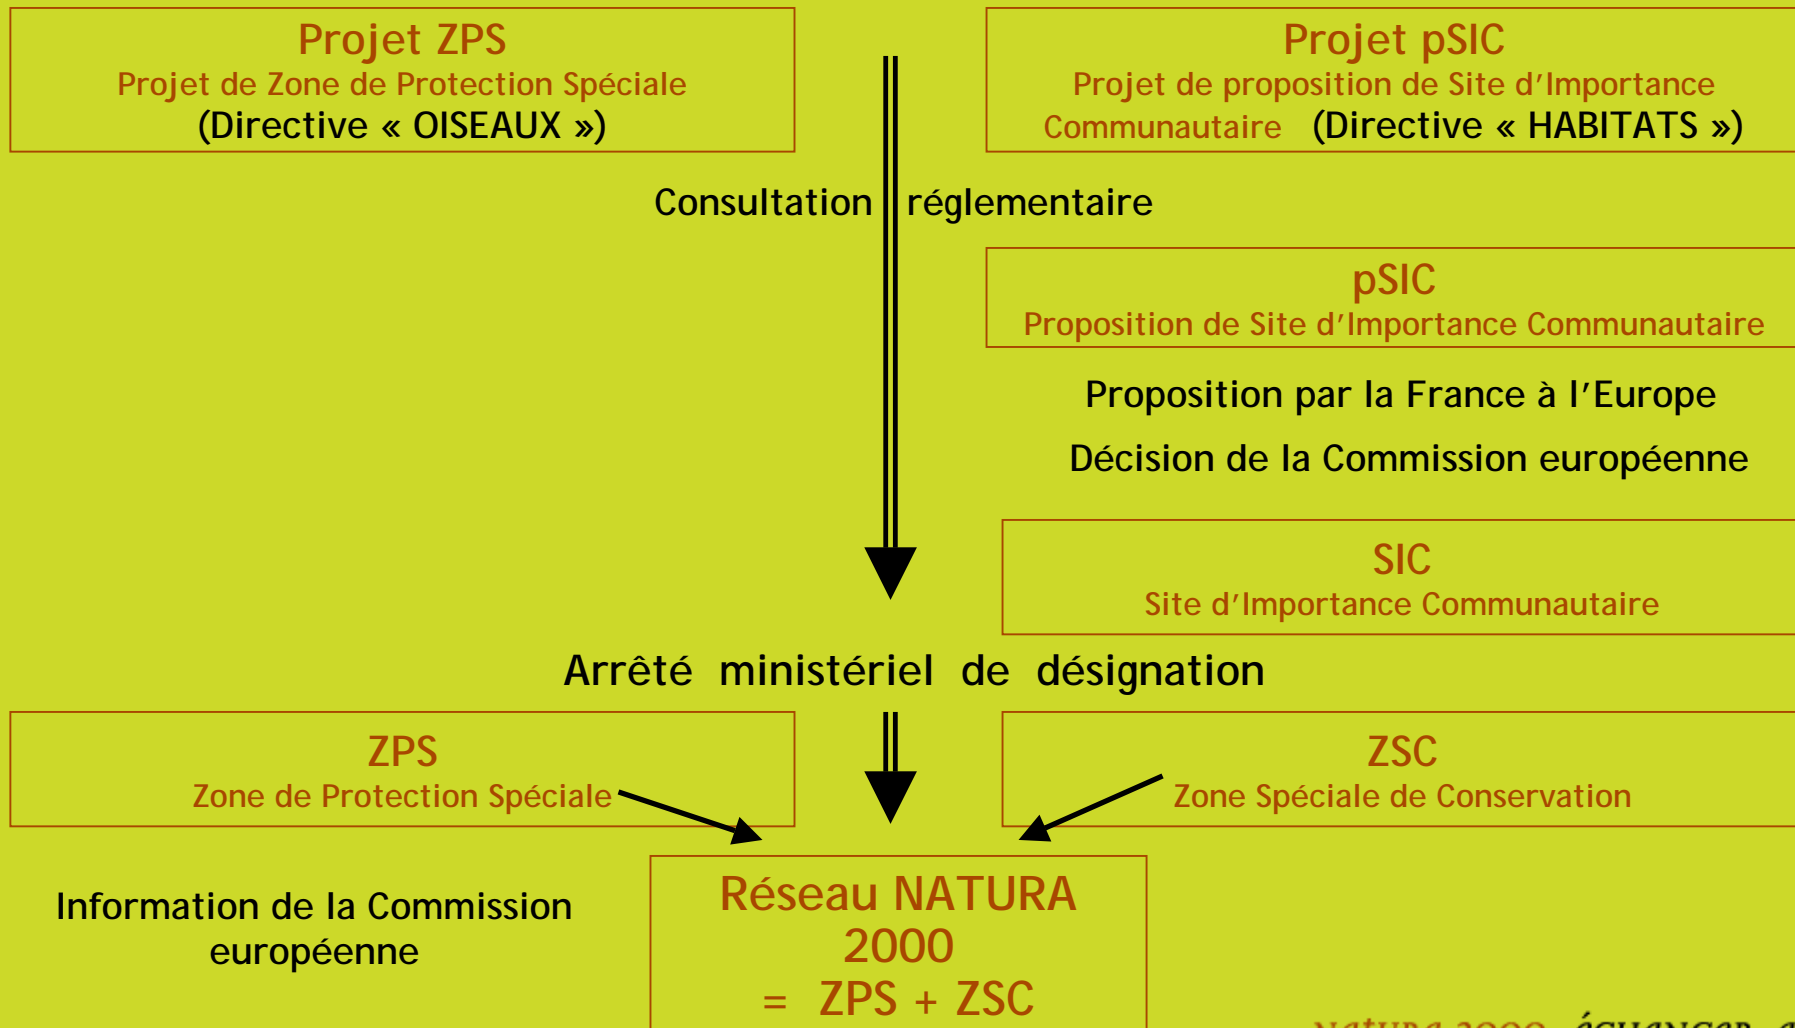 Projet ZPS
Projet de Zone de Protection Spéciale
(Directive « OISEAUX »)
Projet pSIC
Projet de proposition de Site d'Importance
Communautaire (Directive « HABITATS »)
Consultation réglementaire
pSIC
Proposition de Site d'Importance Communautaire
Proposition par la France à l'Europe
Décision de la Commission européenne
SIC
Site d'Importance Communautaire
Arrêté ministériel de désignation
ZPS
Zone de Protection Spéciale
ZSC
Zone Spéciale de Conservation
Information de la Commission
européenne
Réseau NATURA
2000
= ZPS + ZSC
natura 2000 échanger